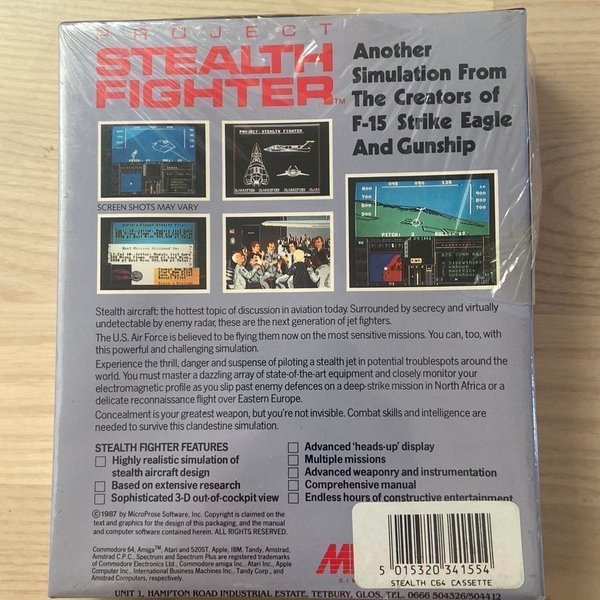 PROJECT
STEALTH
FIGHTER™
Another
Simulation From
The Creators of
F-15 Strike Eagle
And Gunship
PROJECT: STEALTH FIGHTER
SCREEN SHOTS MAY VARY
Stealth aircraft: the hottest topic of discussion in aviation today. Surrounded by secrecy and virtually
undetectable by enemy radar, these are the next generation of jet fighters.
The U.S. Air Force is believed to be flying them now on the most sensitive missions. You can, too, with
this powerful and challenging simulation.
Experience the thrill, danger and suspense of piloting a stealth jet in potential troublespots around the
world. You must master a dazzling array of state-of-the-art equipment and closely monitor your
electromagnetic profile as you slip past enemy defences on a deep-strike mission in North Africa or a
delicate reconnaissance flight over Eastern Europe.
Concealment is your greatest weapon, but you're not invisible. Combat skills and intelligence are
needed to survive this clandestine simulation.
STEALTH FIGHTER FEATURES
Highly realistic simulation of
stealth aircraft design
Based on extensive research
Sophisticated 3-D out-of-cockpit view
Advanced 'heads-up' display
Multiple missions
Advanced weaponry and instrumentation
Comprehensive manual
Endless hours of constructive entertainment
©1987 by MicroProse Software, Inc. Copyright is claimed on
the text and graphics for the design of this packaging, and the manual
and computer software contained herein. ALL RIGHTS RESERVED.
Commodore 64, Amiga™, Atari and 520ST, Apple, IBM, Tandy, Amstrad,
Amstrad C.P.C., Spectrum and Spectrum Plus are registered trademarks
of Commodore Electronics Ltd., Commodore-amiga Inc., Atari Inc., Apple
Computer Inc., International Business Machines Inc., Tandy Corp., and
Amstrad Computers, respectively.
5 015320 341554
STEALTH C64 CASSETTE
UNIT 1, HAMPTON ROAD INDUSTRIAL ESTATE, TETBURY, GLOS, TEL. 0666 504326/504412